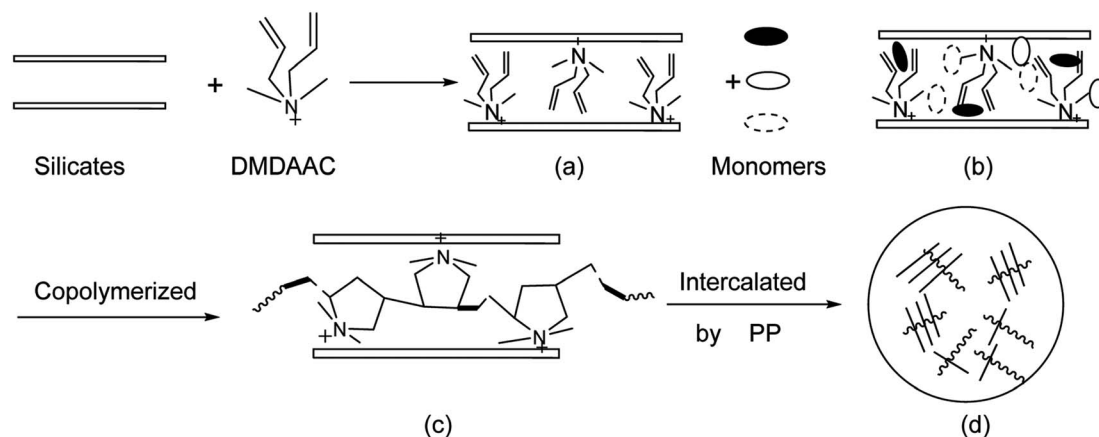 +
N
+
+
N
N
+
N
+
+
+
N
N
+
N
+
Silicates
DMDAAC
(a)
Monomers
(b)
Copolymerized
+
N
N
+
N
+
Intercalated
by PP
(c)
(d)